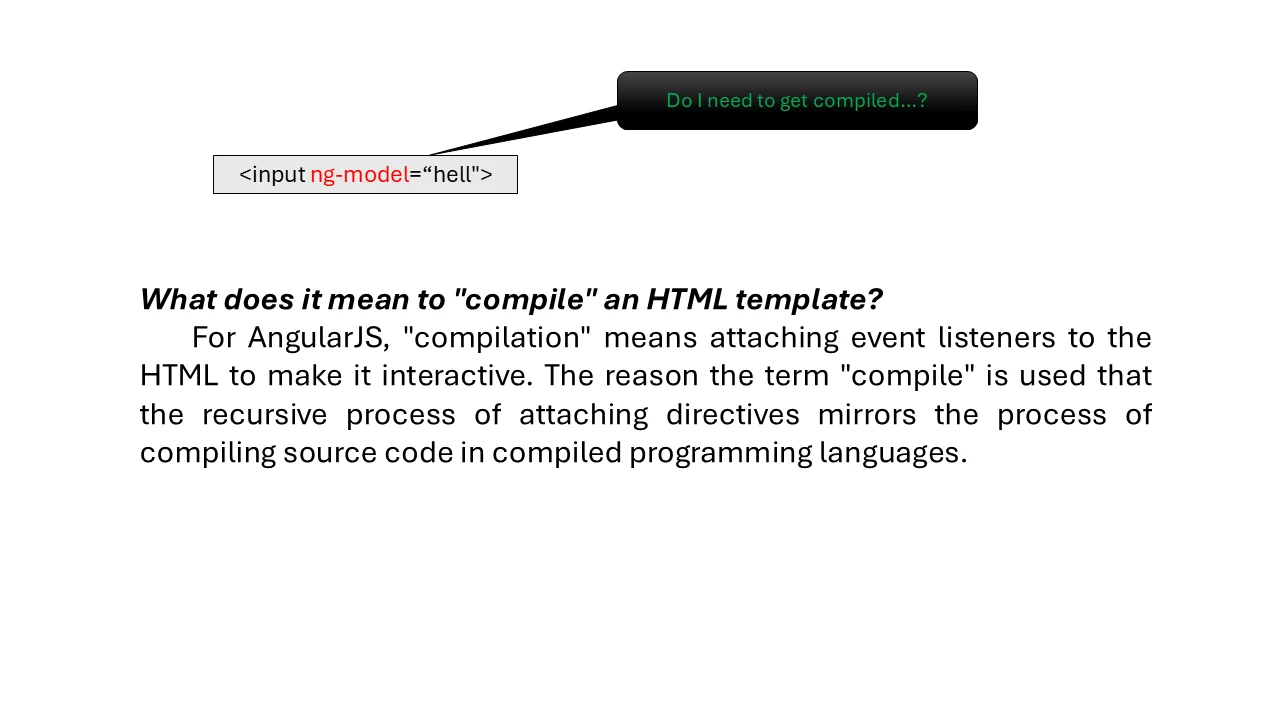 Do I need to get compiled...?
<input ng-model=“hell">
What does it mean to "compile" an HTML template?
For AngularJS, "compilation" means attaching event listeners to the
HTML to make it interactive. The reason the term "compile" is used that
the recursive process of attaching directives mirrors the process of
compiling source code in compiled programming languages.